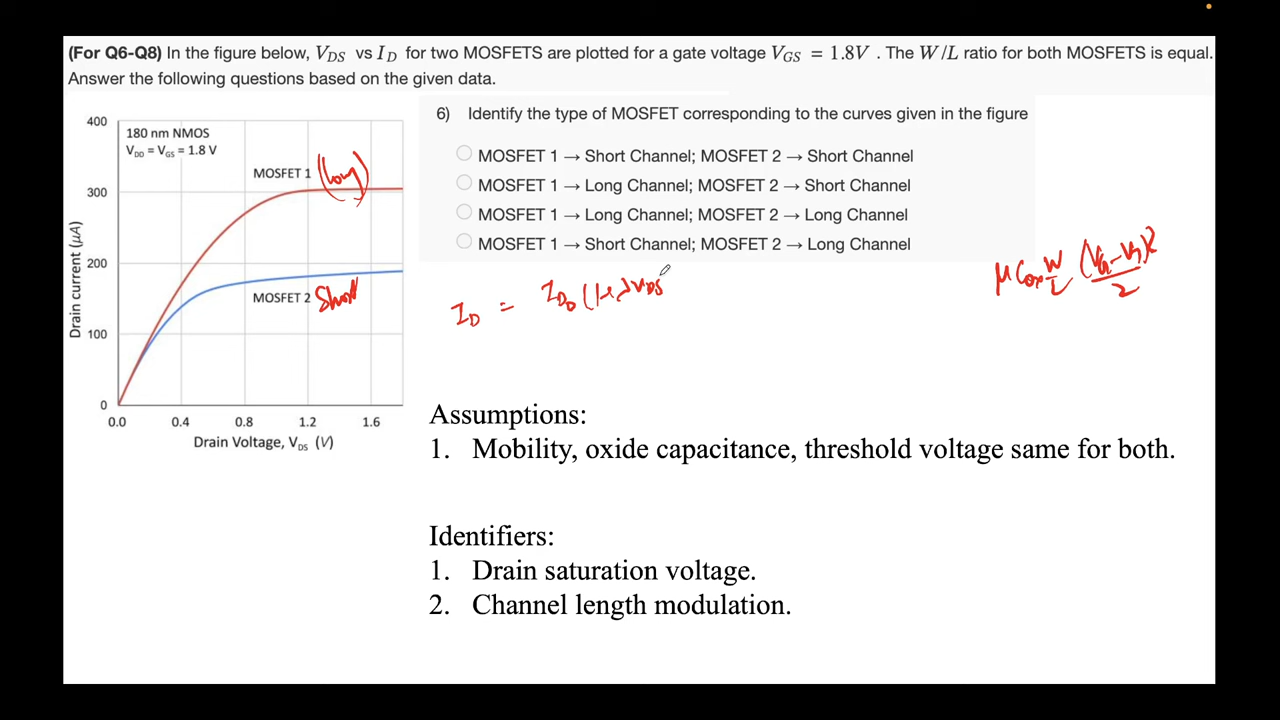 (For Q6-Q8) In the figure below, V_DS vs I_D for two MOSFETS are plotted for a gate voltage V_GS = 1.8V . The W/L ratio for both MOSFETS is equal.
Answer the following questions based on the given data.
6) Identify the type of MOSFET corresponding to the curves given in the figure
MOSFET 1 → Short Channel; MOSFET 2 → Short Channel
MOSFET 1 → Long Channel; MOSFET 2 → Short Channel
MOSFET 1 → Long Channel; MOSFET 2 → Long Channel
MOSFET 1 → Short Channel; MOSFET 2 → Long Channel
180 nm NMOS
V_DD = V_GS = 1.8 V
MOSFET 1 (Long)
MOSFET 2 Short
Drain current (μA)
400
300
200
100
0
0.0 0.4 0.8 1.2 1.6
Drain Voltage, V_DS (V)
I_D = I_D0 (1+λV_DS
μCox W/L (V_G-V_T)²/2
Assumptions:
1. Mobility, oxide capacitance, threshold voltage same for both.
Identifiers:
1. Drain saturation voltage.
2. Channel length modulation.